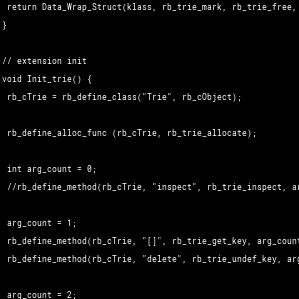 return Data_Wrap_Struct(klass, rb_trie_mark, rb_trie_free,
}
// extension init
void Init_trie() {
rb_cTrie = rb_define_class("Trie", rb_cObject);
rb_define_alloc_func (rb_cTrie, rb_trie_allocate);
int arg_count = 0;
//rb_define_method(rb_cTrie, "inspect", rb_trie_inspect, ar
arg_count = 1;
rb_define_method(rb_cTrie, "[]", rb_trie_get_key, arg_count
rb_define_method(rb_cTrie, "delete", rb_trie_undef_key, arg
arg_count = 2;